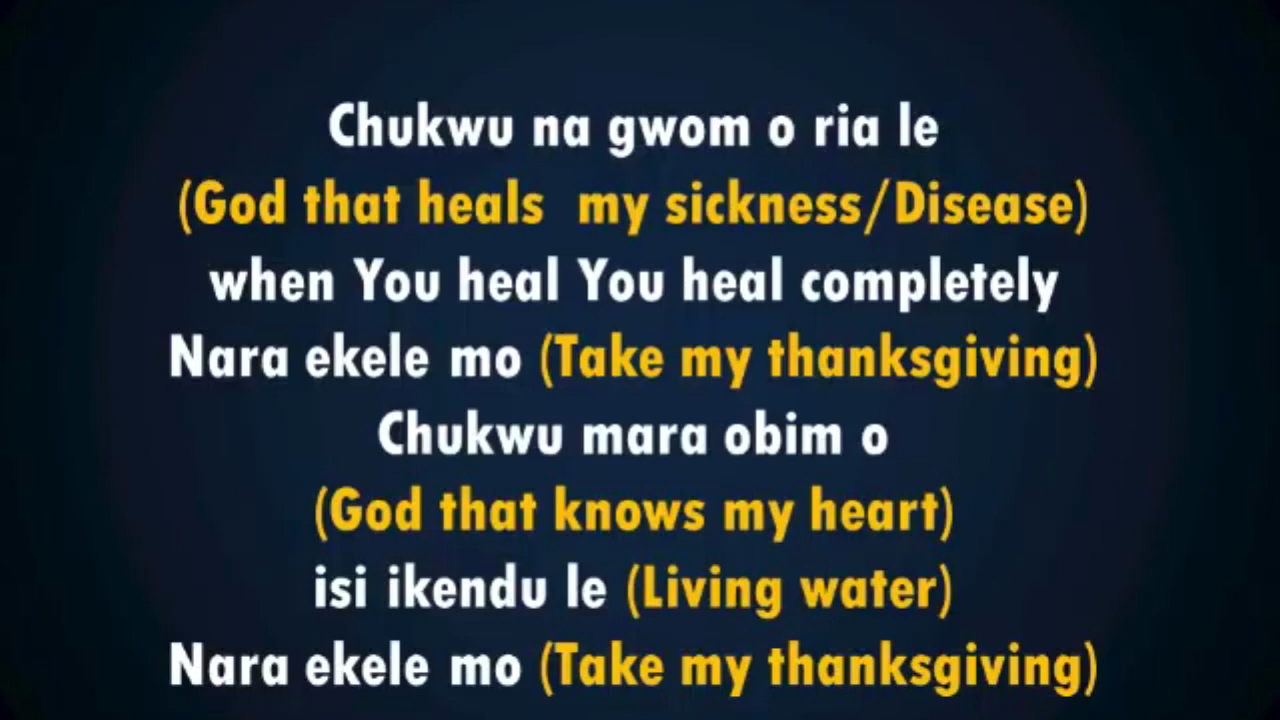 Chukwu na gwom o ria le
(God that heals my sickness/Disease)
when You heal You heal completely
Nara ekele mo (Take my thanksgiving)
Chukwu mara obim o
(God that knows my heart)
isi ikendu le (Living water)
Nara ekele mo (Take my thanksgiving)